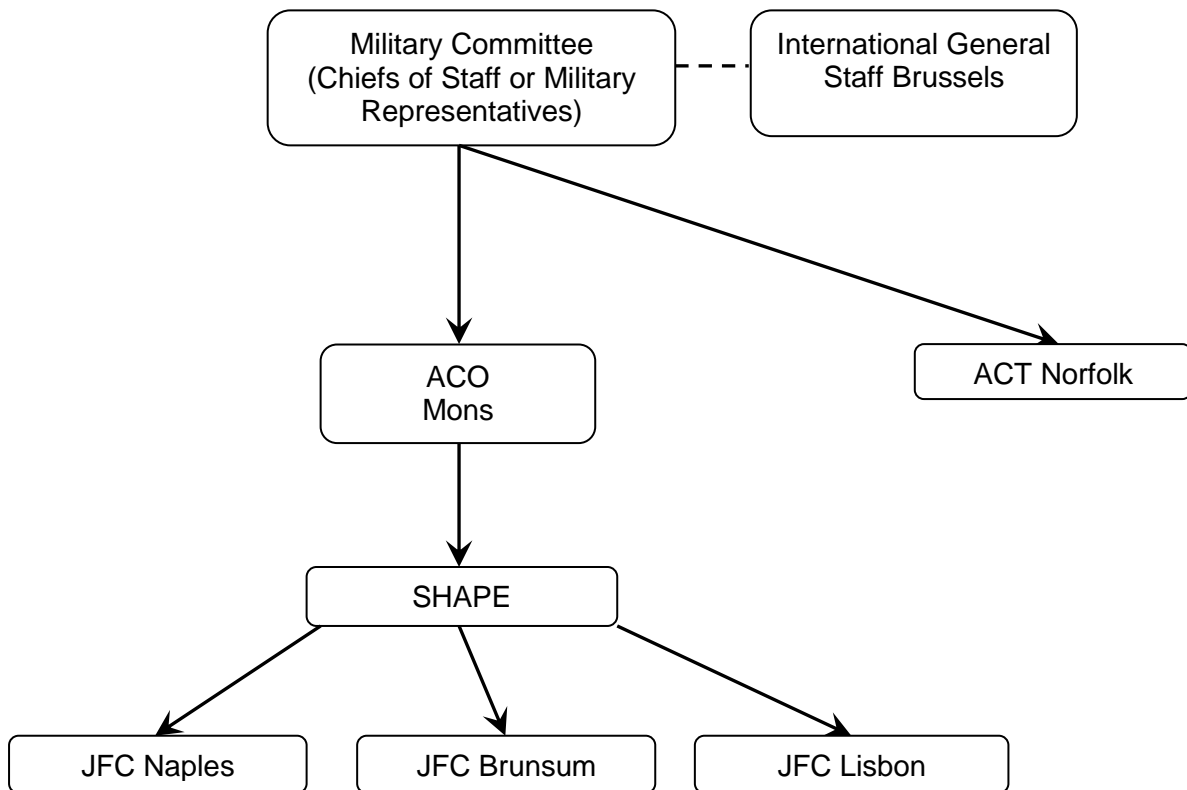 Military Committee
(Chiefs of Staff or Military
Representatives)
International General
Staff Brussels
ACO
Mons
ACT Norfolk
SHAPE
JFC Naples
JFC Brunsum
JFC Lisbon